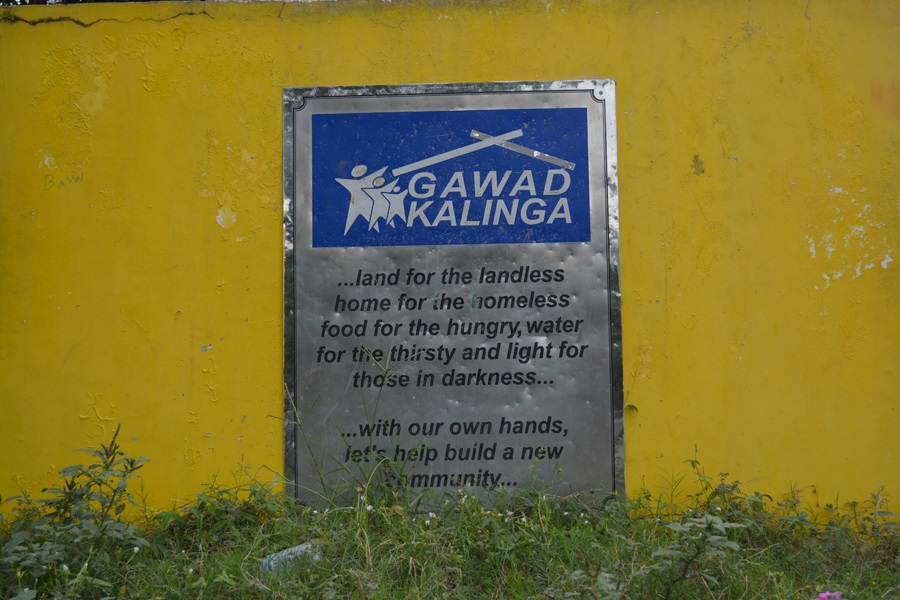 GAWAD
KALINGA
...land for the landless
home for the homeless
food for the hungry, water
for the thirsty and light for
those in darkness...
...with our own hands,
let's help build a new
community...